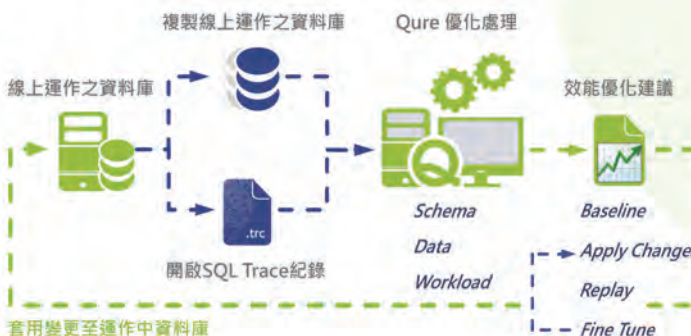 複製線上運作之資料庫
Qure 優化處理
線上運作之資料庫
效能優化建議
.trc
開啟SQL Trace紀錄
Q
Schema
Data
Workload
Baseline
Apply Change
Replay
Fine Tune
套用變更至運作中資料庫